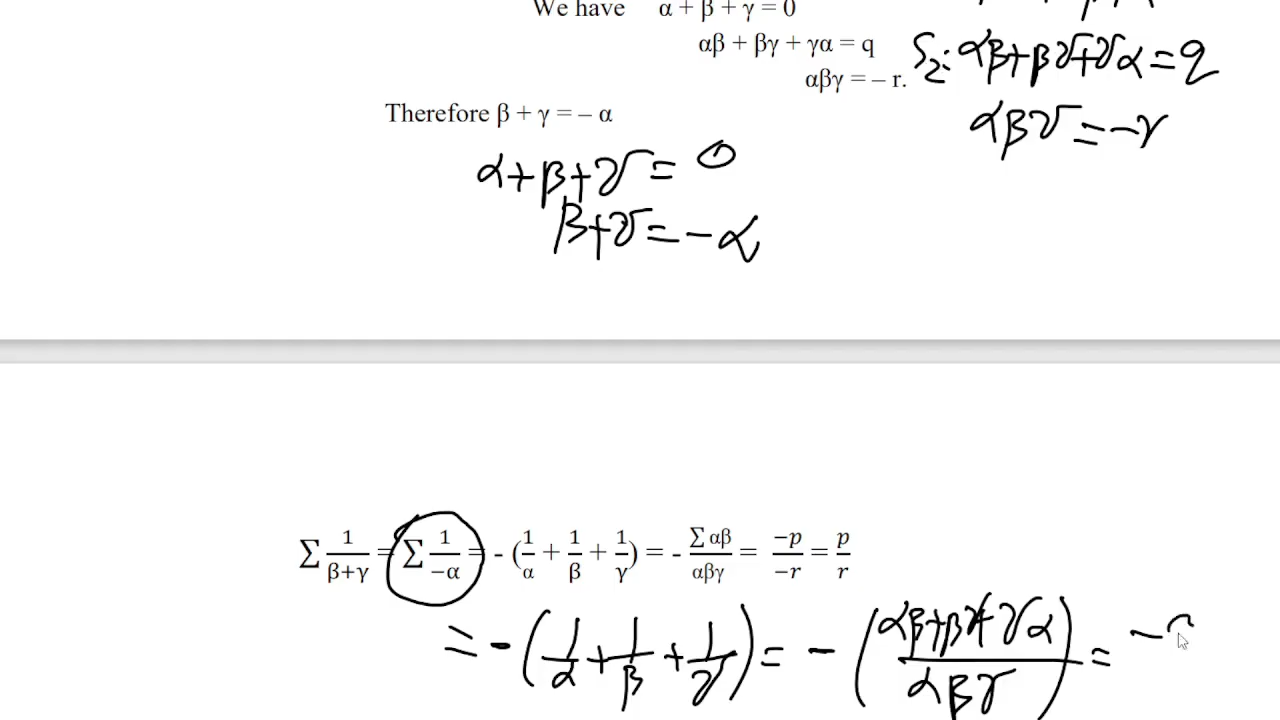 We have α + β + γ = 0
αβ + βγ + γα = q
S2: αβ+βγ+γα = q
αβγ = – r.
αβγ = -r
Therefore β + γ = – α
α+β+γ = 0
β+γ = -α
∑ 1/(β+γ) = ∑ 1/(−α) = - (1/α + 1/β + 1/γ) = - ∑ αβ/αβγ = −p/−r = p/r
= -(1/α + 1/β + 1/γ) = -((αβ+βγ+γα)/αβγ) = -